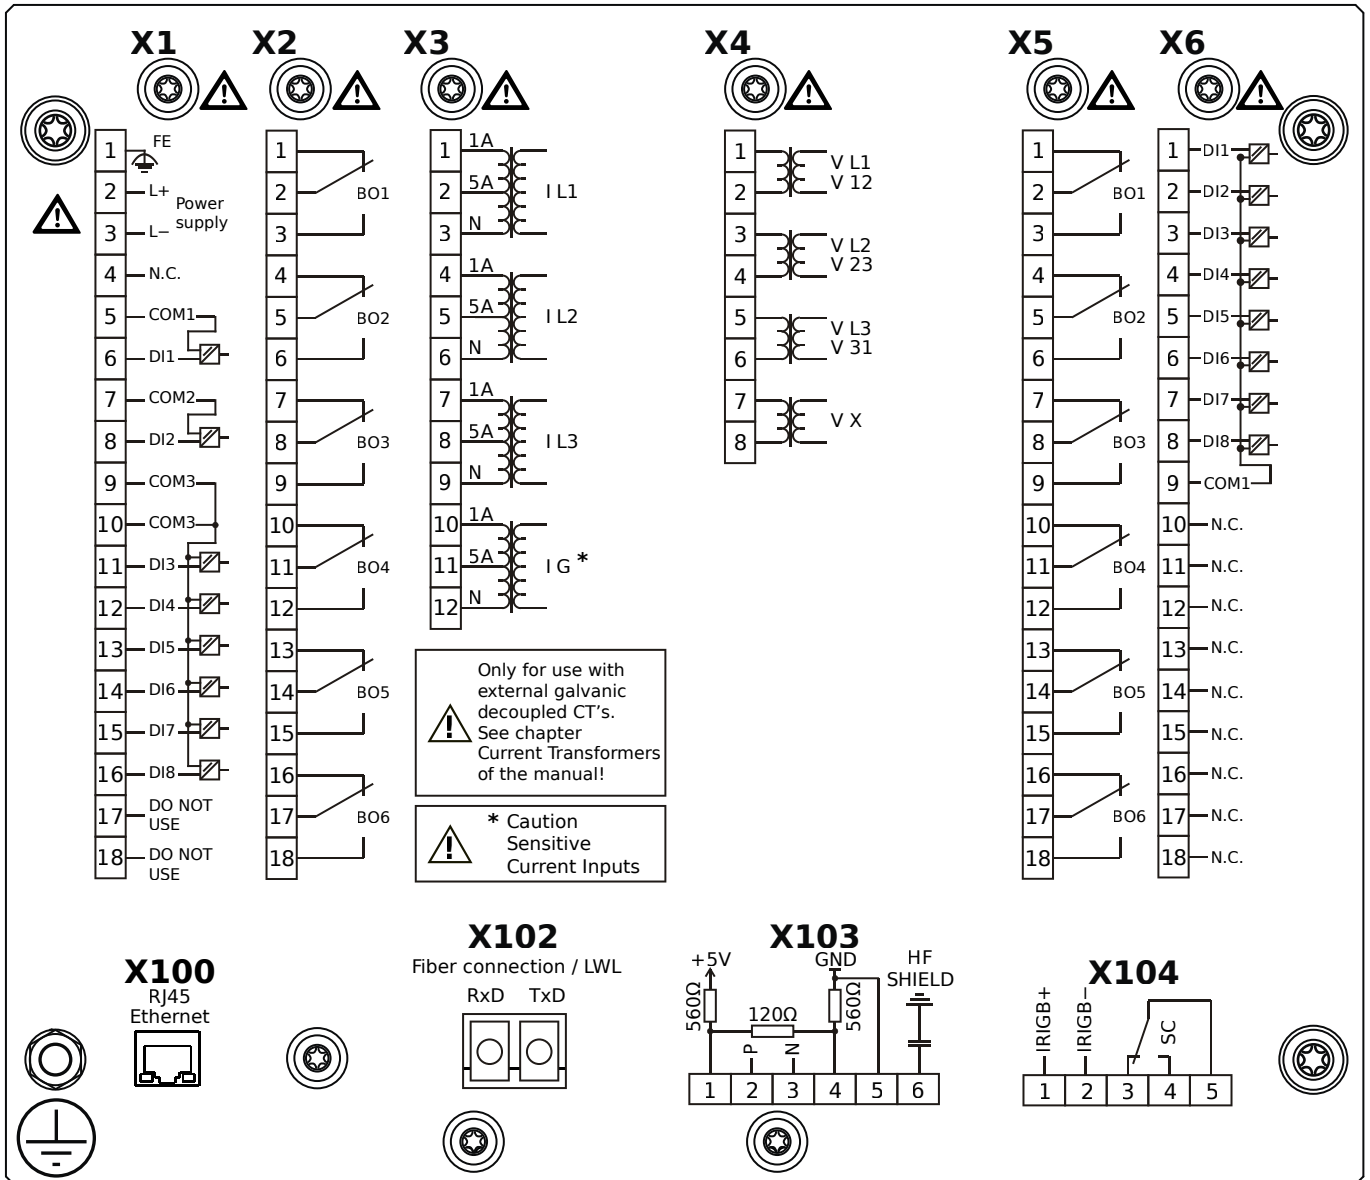 X1
X2
X3
X4
X5
X6
1 FE
2 L+
Power
supply
3 L−
4 N.C.
5 COM1
6 DI1
7 COM2
8 DI2
9 COM3
10 COM3
11 DI3
12 DI4
13 DI5
14 DI6
15 DI7
16 DI8
17 DO NOT
USE
18 DO NOT
USE
1
2 BO1
3
4
5 BO2
6
7
8 BO3
9
10
11 BO4
12
13
14 BO5
15
16
17 BO6
18
1 1A
2 5A I L1
3 N
4 1A
5 5A I L2
6 N
7 1A
8 5A I L3
9 N
10 1A
11 5A I G *
12 N
Only for use with
external galvanic
decoupled CT's.
See chapter
Current Transformers
of the manual!
* Caution
Sensitive
Current Inputs
1 V L1
2 V 12
3 V L2
4 V 23
5 V L3
6 V 31
7 V X
8
1
2 BO1
3
4
5 BO2
6
7
8 BO3
9
10
11 BO4
12
13
14 BO5
15
16
17 BO6
18
1 DI1
2 DI2
3 DI3
4 DI4
5 DI5
6 DI6
7 DI7
8 DI8
9 COM1
10 N.C.
11 N.C.
12 N.C.
13 N.C.
14 N.C.
15 N.C.
16 N.C.
17 N.C.
18 N.C.
X100
RJ45
Ethernet
X102
Fiber connection / LWL
RxD TxD
X103
+5V GND HF
SHIELD
560Ω 120Ω 560Ω
P N
1 2 3 4 5 6
X104
IRIGB+ IRIGB− SC
1 2 3 4 5